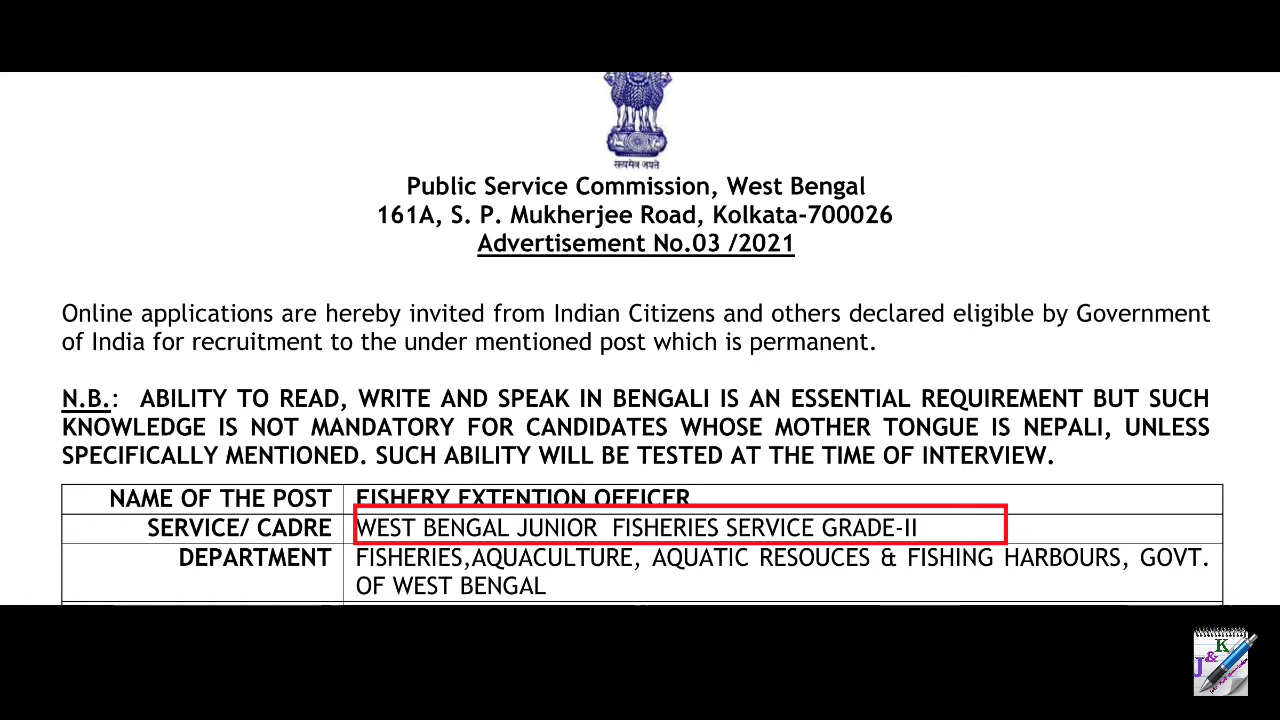 सत्यमेव जयते
Public Service Commission, West Bengal
161A, S. P. Mukherjee Road, Kolkata-700026
Advertisement No.03 /2021
Online applications are hereby invited from Indian Citizens and others declared eligible by Government
of India for recruitment to the under mentioned post which is permanent.
N.B.: ABILITY TO READ, WRITE AND SPEAK IN BENGALI IS AN ESSENTIAL REQUIREMENT BUT SUCH
KNOWLEDGE IS NOT MANDATORY FOR CANDIDATES WHOSE MOTHER TONGUE IS NEPALI, UNLESS
SPECIFICALLY MENTIONED. SUCH ABILITY WILL BE TESTED AT THE TIME OF INTERVIEW.
NAME OF THE POST FISHERY EXTENTION OFFICER
SERVICE/ CADRE WEST BENGAL JUNIOR FISHERIES SERVICE GRADE-II
DEPARTMENT FISHERIES,AQUACULTURE, AQUATIC RESOUCES & FISHING HARBOURS, GOVT.
OF WEST BENGAL
J&K